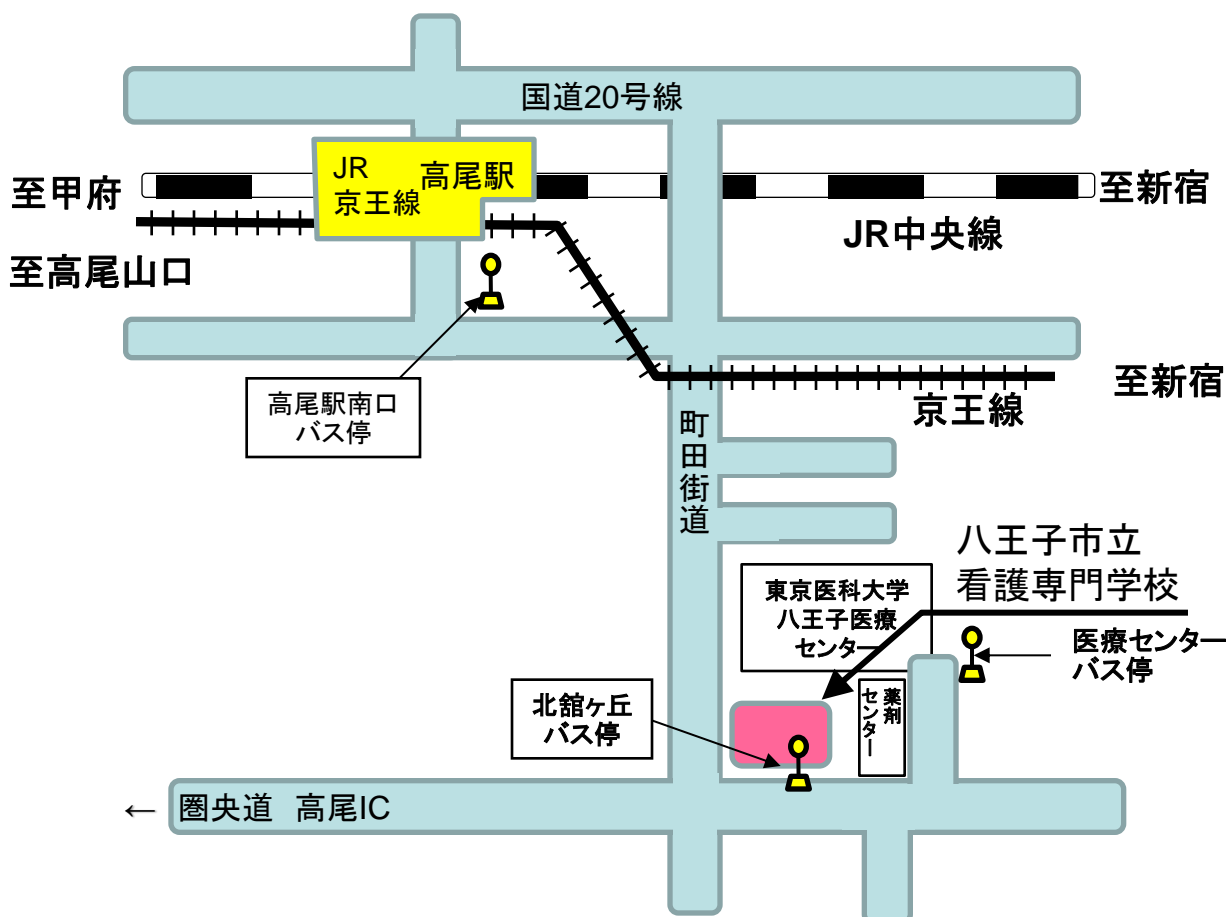 国道20号線
JR
京王線
高尾駅
至甲府
至新宿
JR中央線
至高尾山口
高尾駅南口
バス停
至新宿
京王線
町田街道
八王子市立
看護専門学校
東京医科大学
八王子医療
センター
医療センター
バス停
薬剤
センター
北舘ヶ丘
バス停
← 圏央道 高尾IC